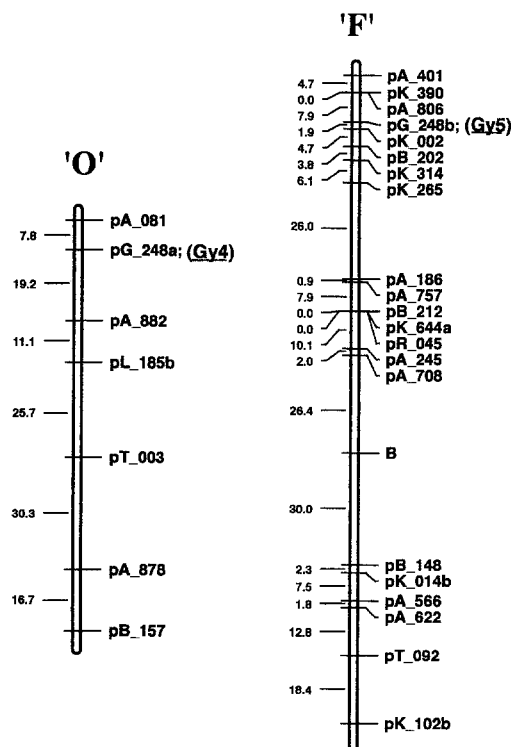 'O'
pA_081
7.8
pG_248a; (Gy4)
19.2
pA_882
11.1
pL_185b
25.7
pT_003
30.3
pA_878
16.7
pB_157
'F'
pA_401
4.7
pK_390
0.0
pA_806
7.9
pG_248b; (Gy5)
1.9
pK_002
4.7
pB_202
3.8
pK_314
6.1
pK_265
26.0
pA_186
0.9
pA_757
7.9
pB_212
0.0
pK_644a
0.0
pR_045
10.1
pA_245
2.0
pA_708
26.4
B
30.0
pB_148
2.3
pK_014b
7.5
pA_566
1.8
pA_622
12.8
pT_092
18.4
pK_102b